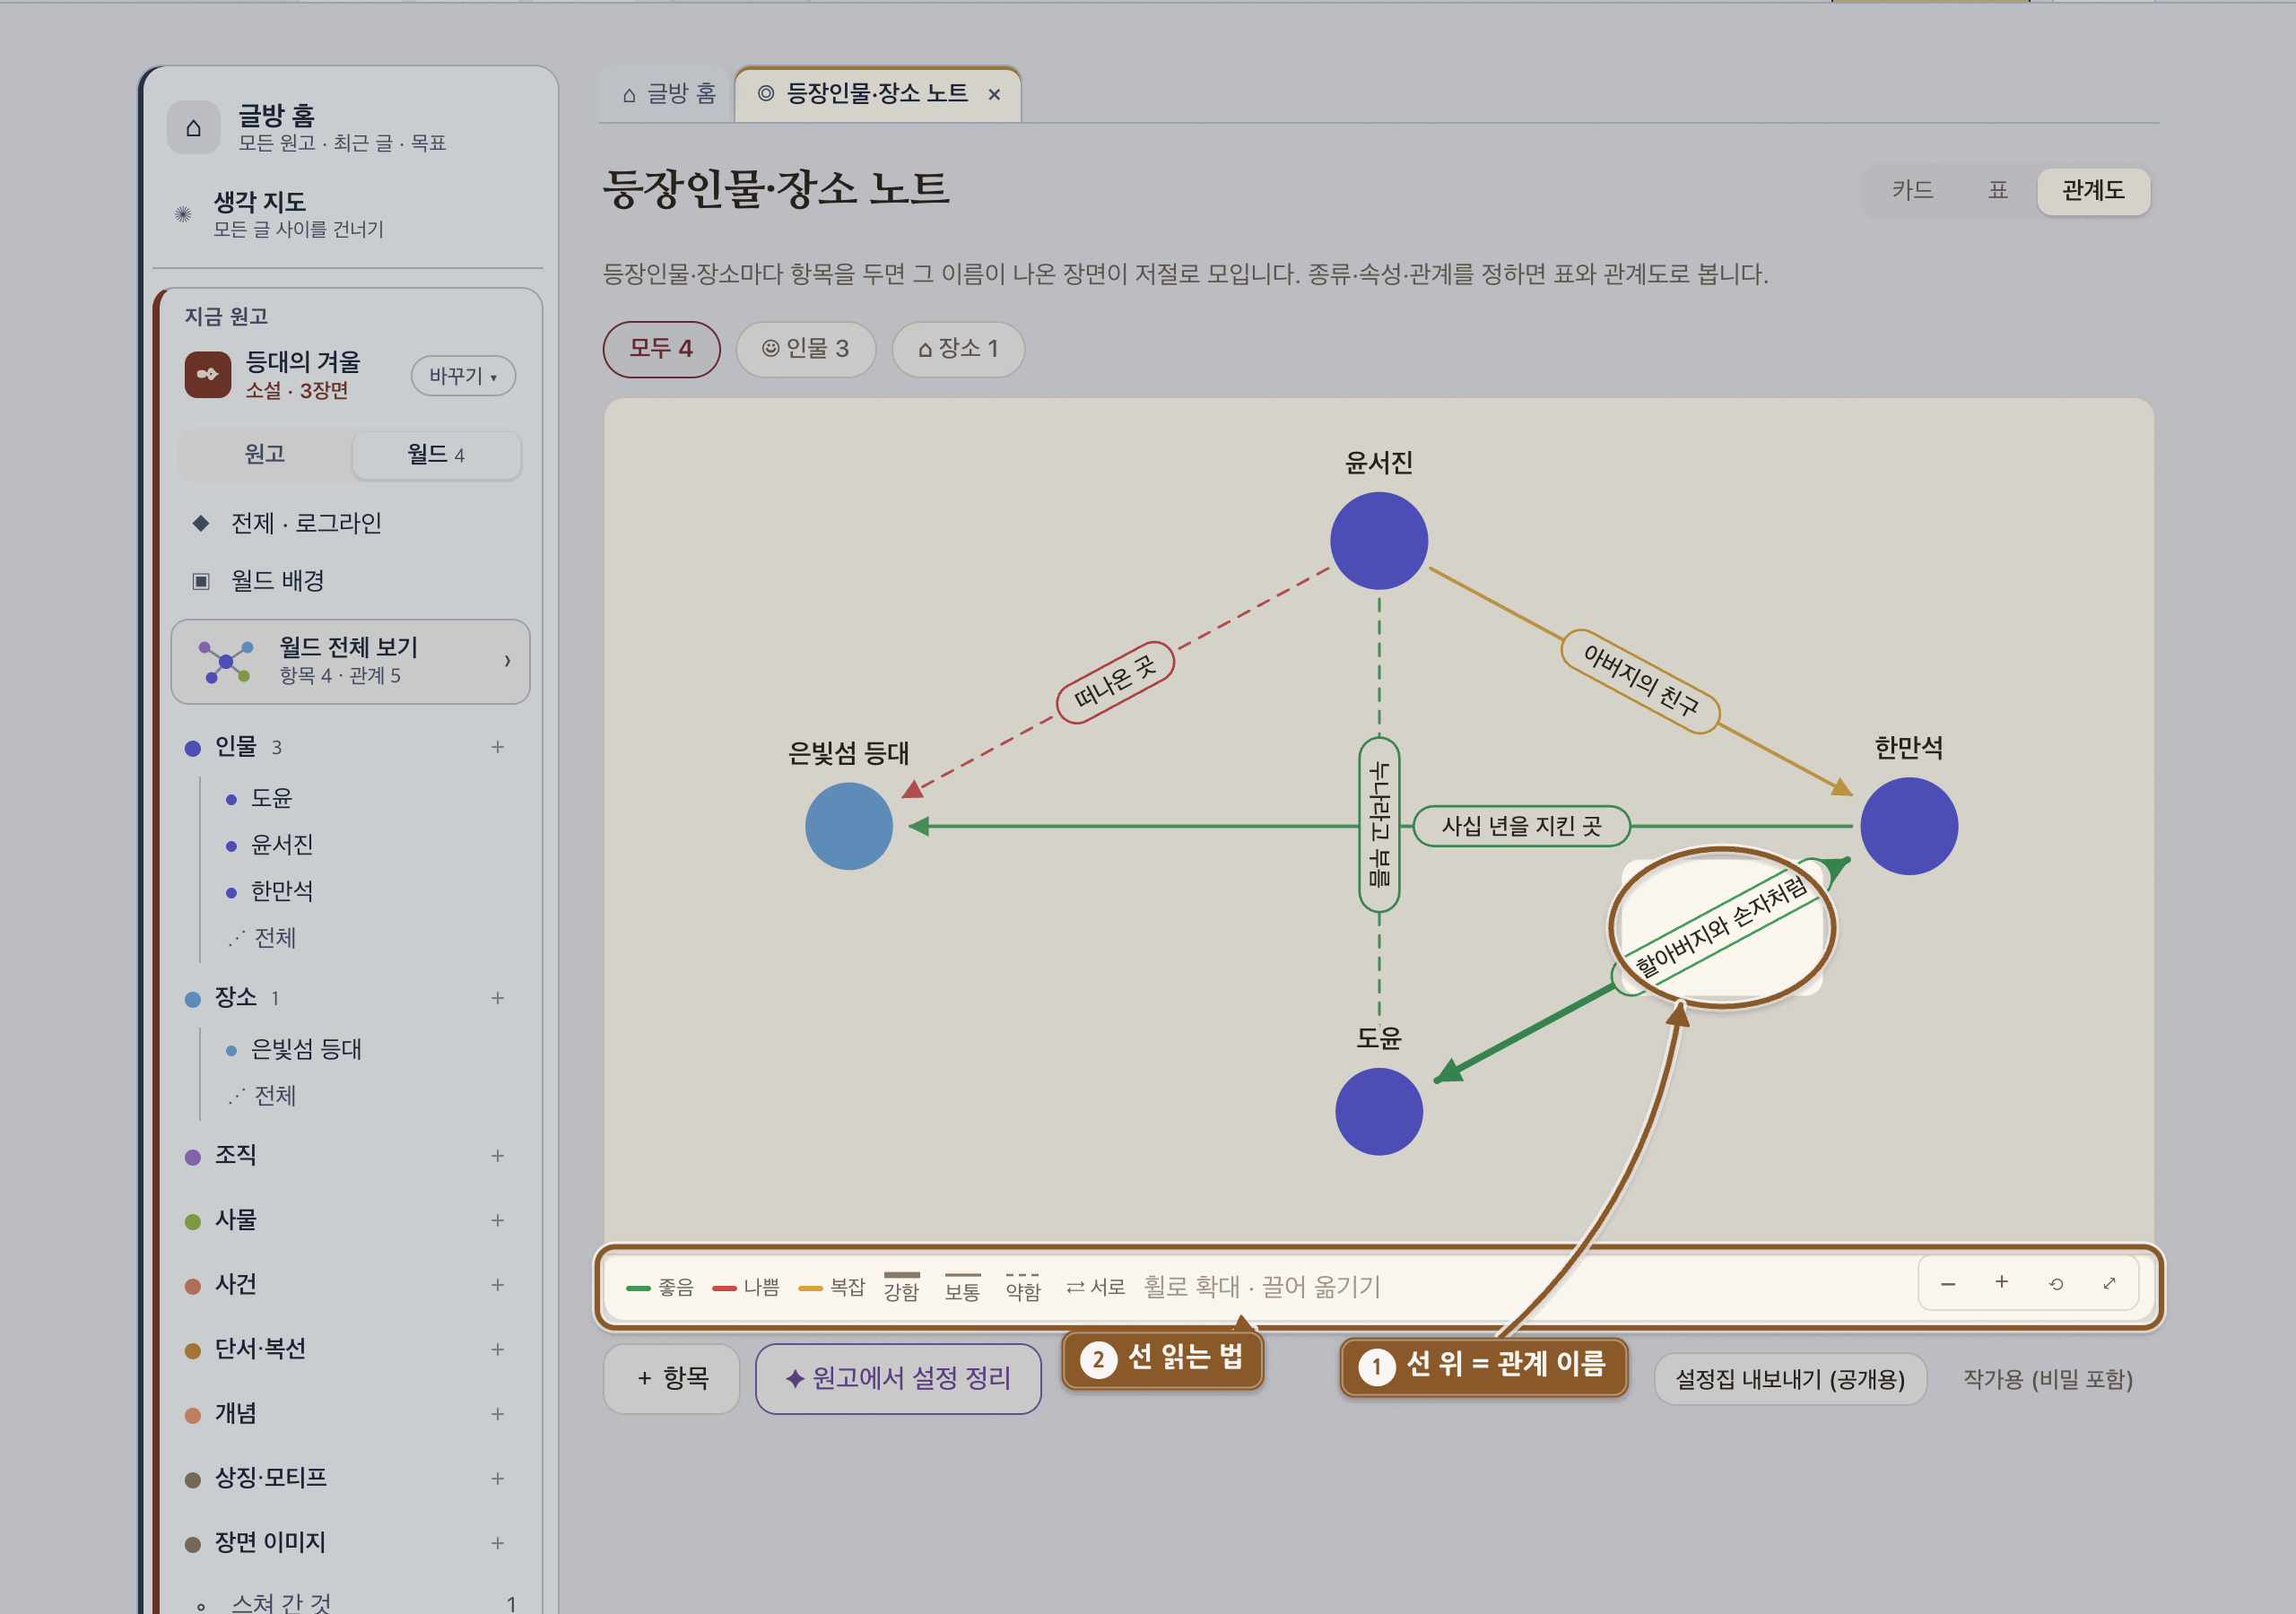 글방 홈
모든 원고 · 최근 글 · 목표
생각 지도
모든 글 사이를 건너기
지금 원고
등대의 겨울
소설 · 3장면
바꾸기
원고
월드 4
전제 · 로그라인
월드 배경
월드 전체 보기
항목 4 · 관계 5
인물 3
도윤
윤서진
한만석
전체
장소 1
은빛섬 등대
전체
조직
사물
사건
단서·복선
개념
상징·모티프
장면 이미지
스쳐 간 것 1
글방 홈
등장인물·장소 노트 ×
등장인물·장소 노트
카드
표
관계도
등장인물·장소마다 항목을 두면 그 이름이 나온 장면이 저절로 모입니다. 종류·속성·관계를 정하면 표와 관계도로 봅니다.
모두 4
인물 3
장소 1
윤서진
떠나온 곳
아버지의 친구
은빛섬 등대
한만석
누나라고 부름
사십 년을 지킨 곳
할아버지와 손자처럼
도윤
좋음
나쁨
복잡
강함
보통
약함
서로
휠로 확대 · 끌어 옮기기
+ 항목
원고에서 설정 정리
2 선 읽는 법
1 선 위 = 관계 이름
설정집 내보내기 (공개용)
작가용 (비밀 포함)